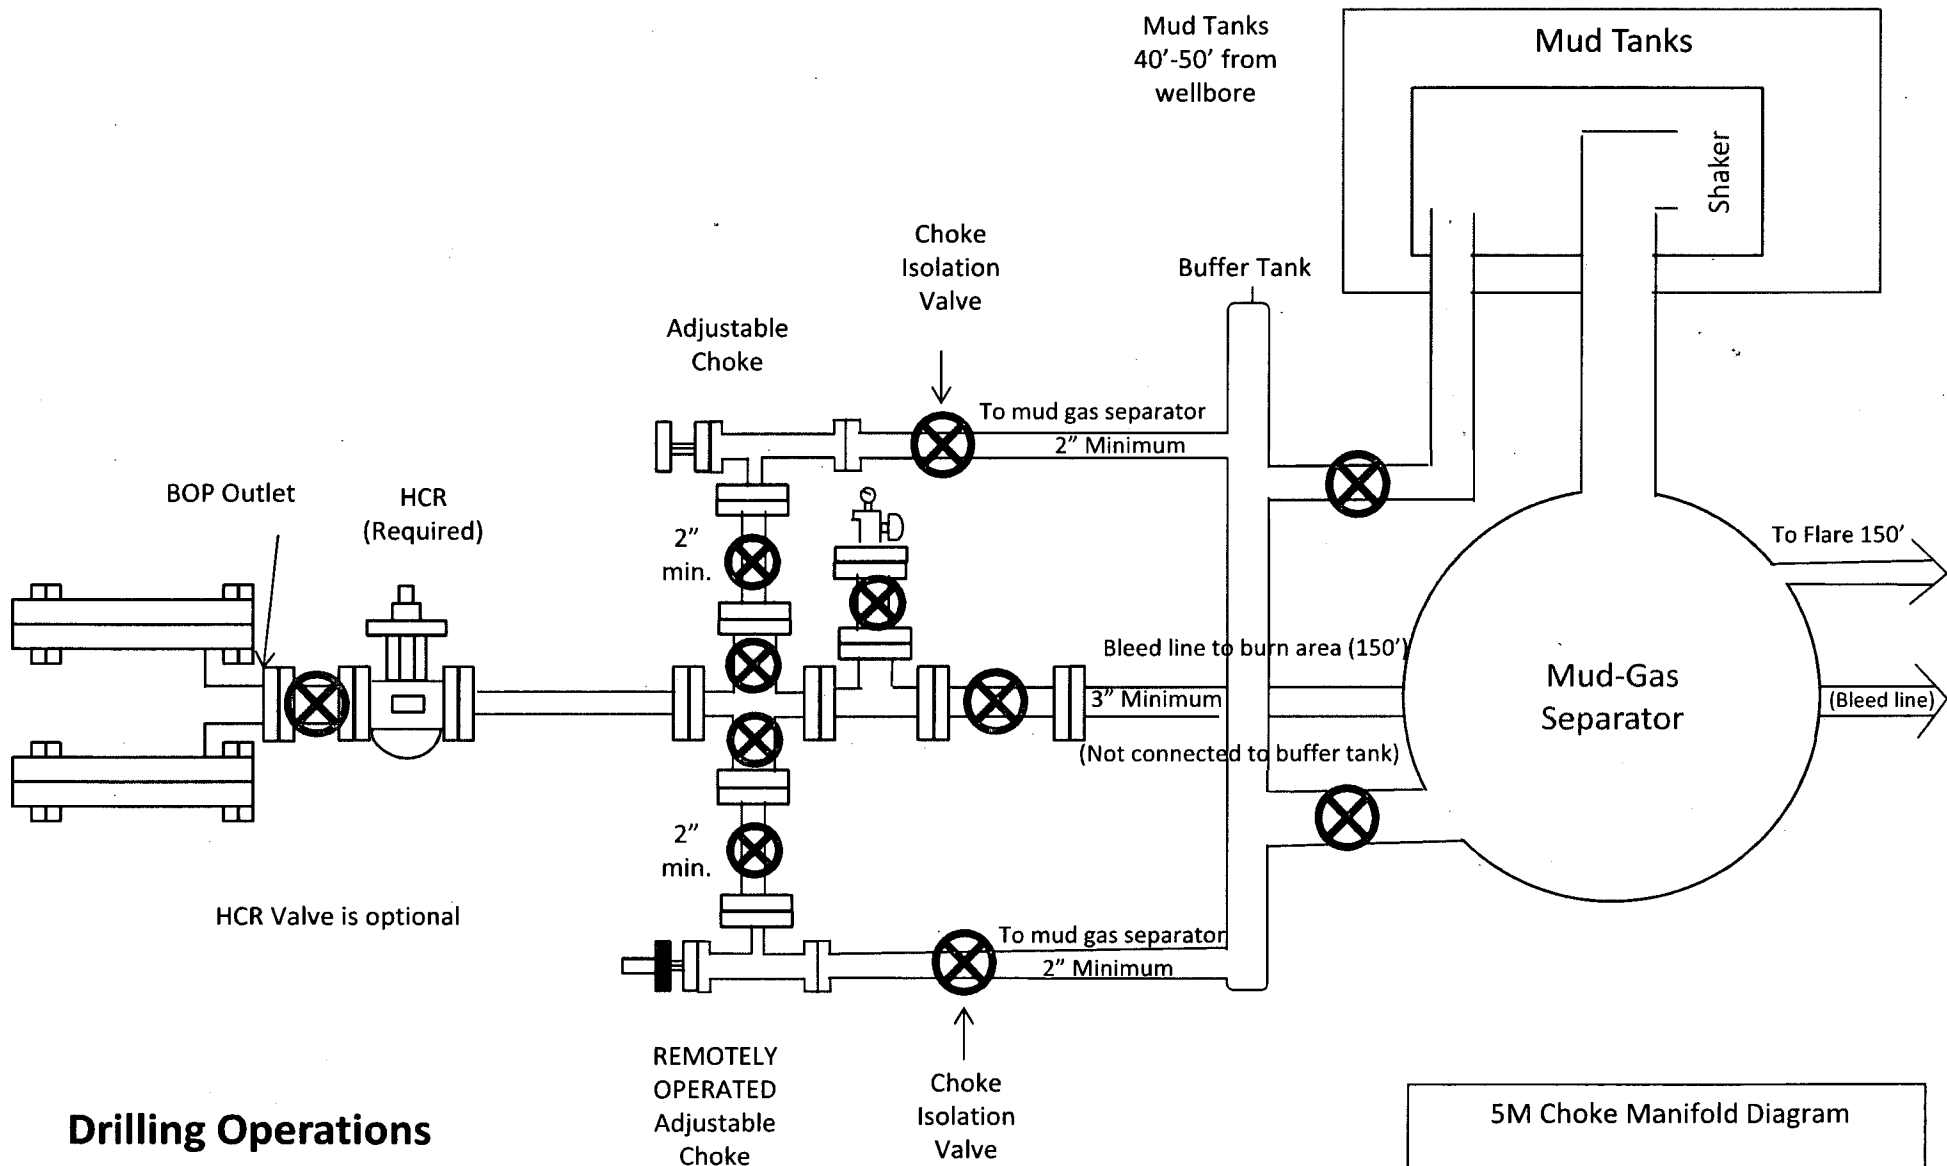 Mud Tanks
40’-50’ from
wellbore
Mud Tanks
Shaker
Choke
Isolation
Valve
Buffer Tank
Adjustable
Choke
To mud gas separator
2” Minimum
BOP Outlet
HCR
(Required)
2”
min.
To Flare 150’
Bleed line to burn area (150’)
3” Minimum
(Not connected to buffer tank)
Mud-Gas
Separator
(Bleed line)
2”
min.
HCR Valve is optional
To mud gas separator
2” Minimum
REMOTELY
OPERATED
Adjustable
Choke
Choke
Isolation
Valve
Drilling Operations
5M Choke Manifold Diagram